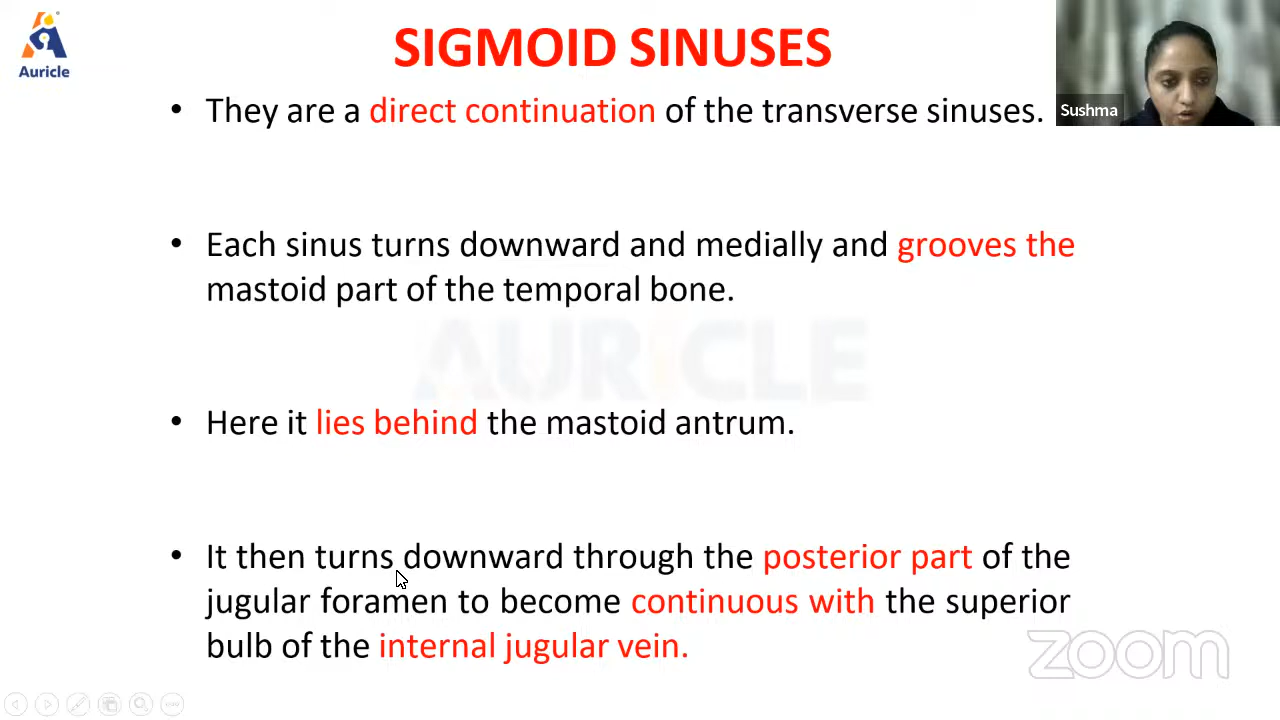 Auricle
SIGMOID SINUSES
Sushma
• They are a direct continuation of the transverse sinuses.
• Each sinus turns downward and medially and grooves the
mastoid part of the temporal bone.
AURICLE
• Here it lies behind the mastoid antrum.
• It then turns downward through the posterior part of the
jugular foramen to become continuous with the superior
bulb of the internal jugular vein.
zoom